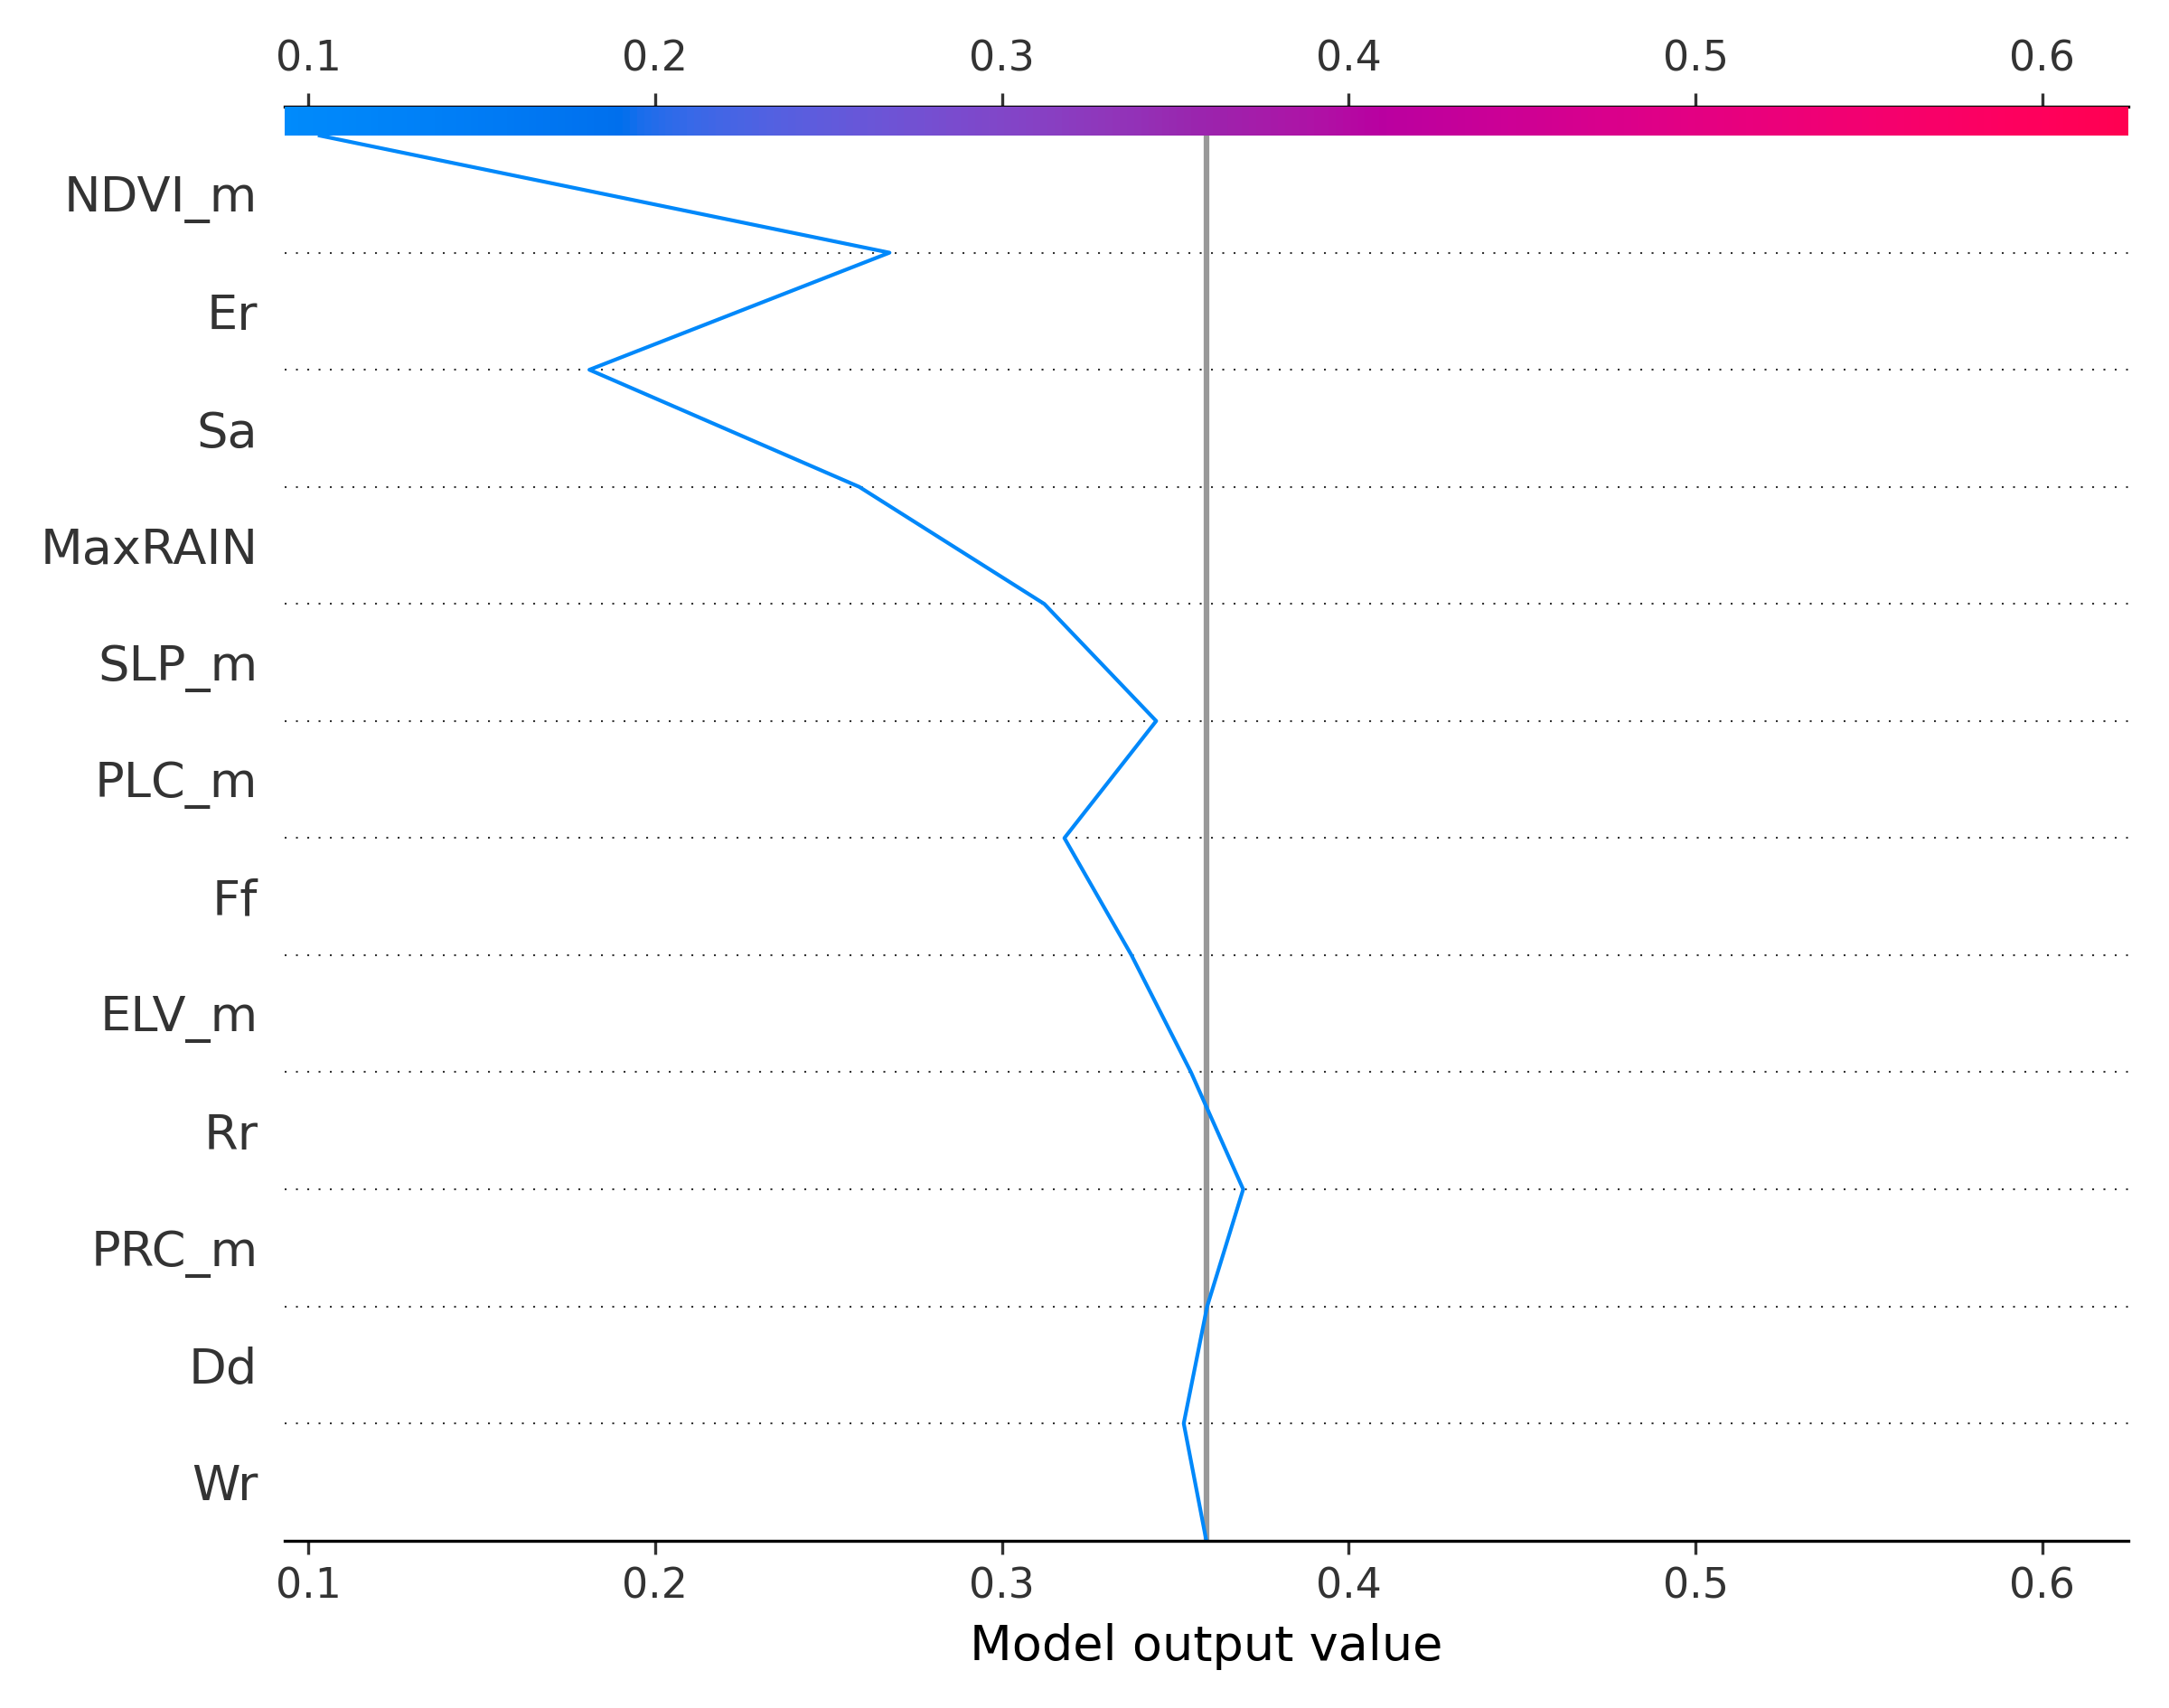 0.1 0.2 0.3 0.4 0.5 0.6
NDVI_m
Er
Sa
MaxRAIN
SLP_m
PLC_m
Ff
ELV_m
Rr
PRC_m
Dd
Wr
0.1 0.2 0.3 0.4 0.5 0.6
Model output value